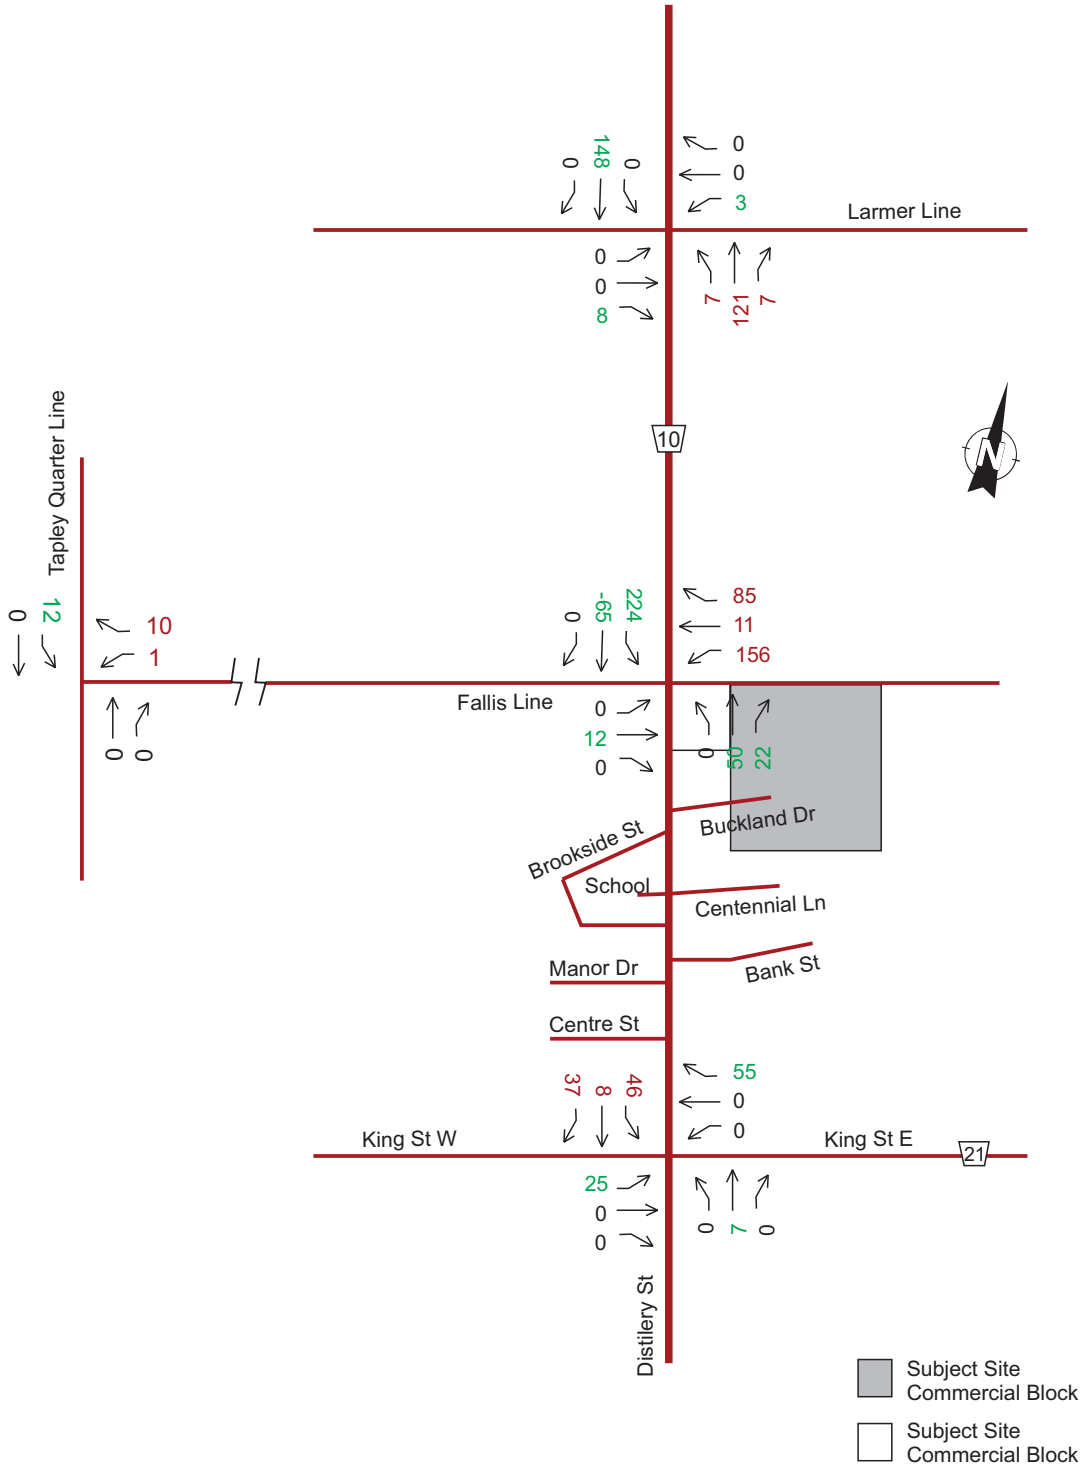 0
148
0
0
0
3
Larmer Line
0
0
8
7
121
7
10
N
Tapley Quarter Line
0
12
10
1
0
0
0
-65
224
85
11
156
Fallis Line
0
12
0
0
50
22
Buckland Dr
Brookside St
School
Centennial Ln
Bank St
Manor Dr
Centre St
37
8
46
55
0
0
King St W
King St E
21
25
0
0
0
7
0
Distilery St
Subject Site
Commercial Block
Subject Site
Commercial Block